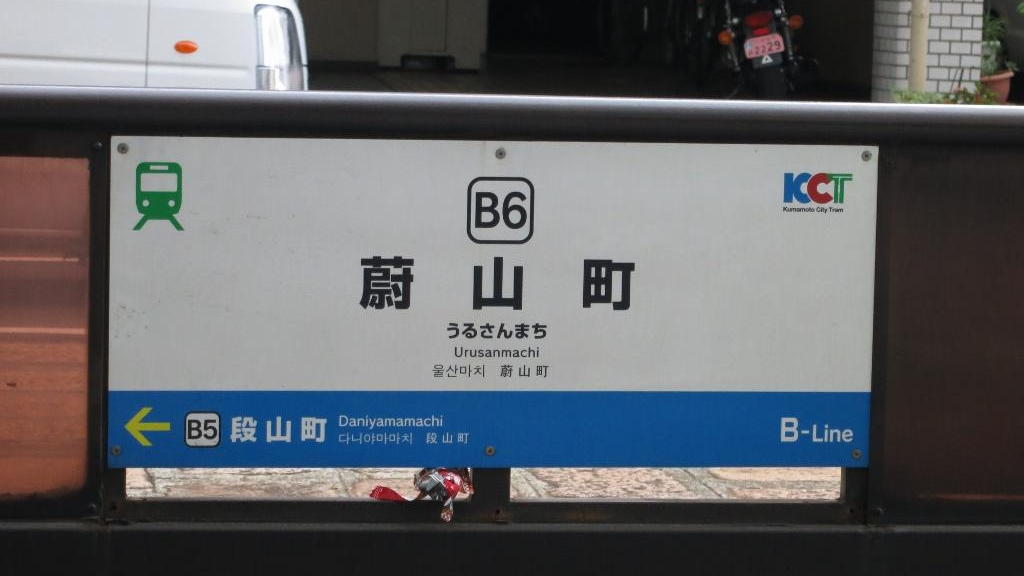 2229
KCT
Kumamoto City Tram
B6
蔚山町
うるさんまち
Urusanmachi
울산마치 蔚山町
B5 段山町 Daniyamamachi
다니야마마치 段山町
B-Line